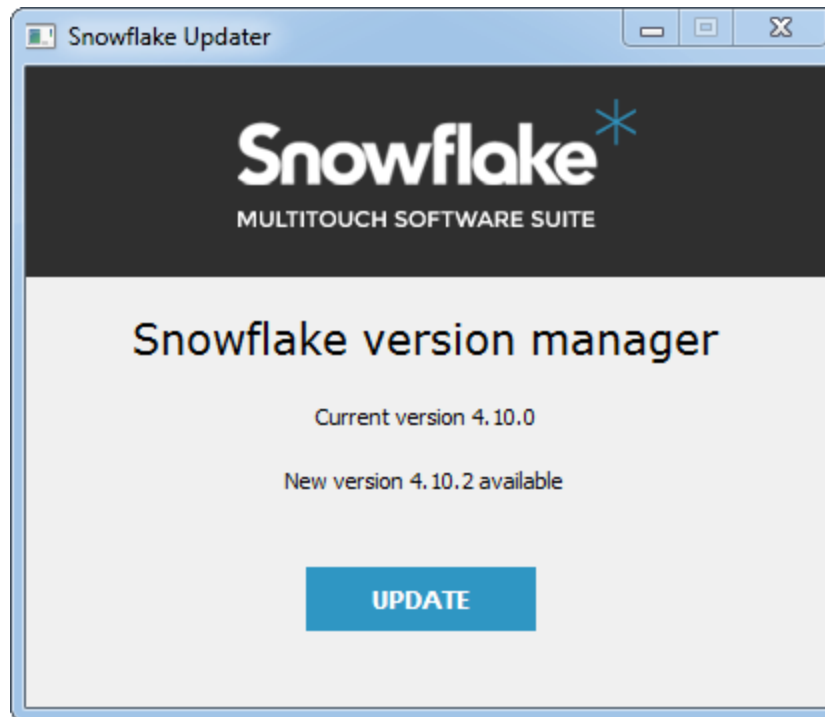 Snowflake Updater
Snowflake
MULTITOUCH SOFTWARE SUITE
Snowflake version manager
Current version 4.10.0
New version 4.10.2 available
UPDATE